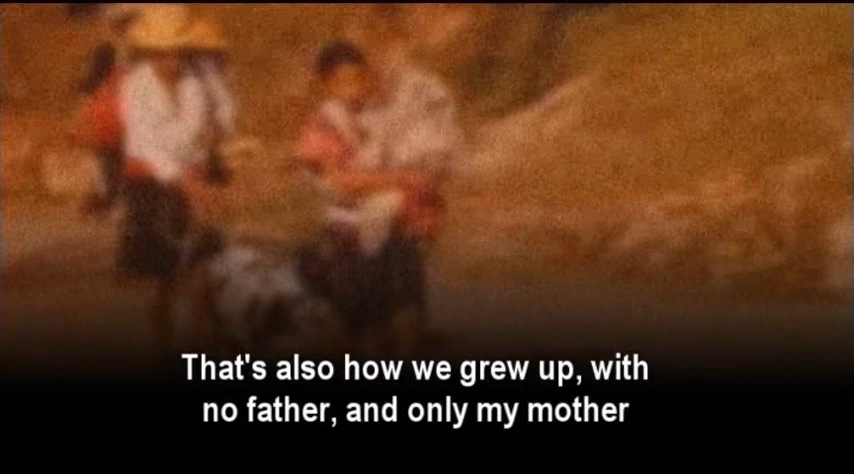 That's also how we grew up, with
no father, and only my mother